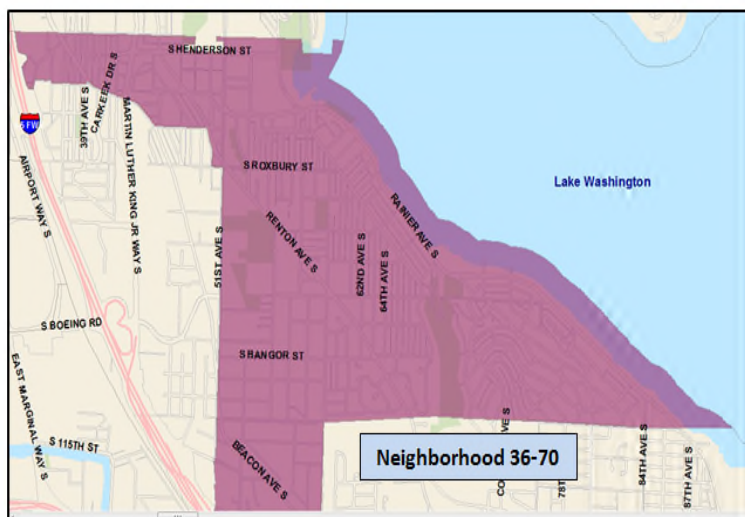 S HENDERSON ST
CARKEEK DR S
39TH AVE S
MARTIN LUTHER KING JR WAY S
5 FW
AIRPORT WAY S
S ROXBURY ST
Lake Washington
RAINIER AVE S
RENTON AVE S
51ST AVE S
62ND AVE S
64TH AVE S
S BOEING RD
S BANGOR ST
EAST MARGINAL WAY S
S 115TH ST
BEACON AVE S
Neighborhood 36-70
84TH AVE S
87TH AVE S